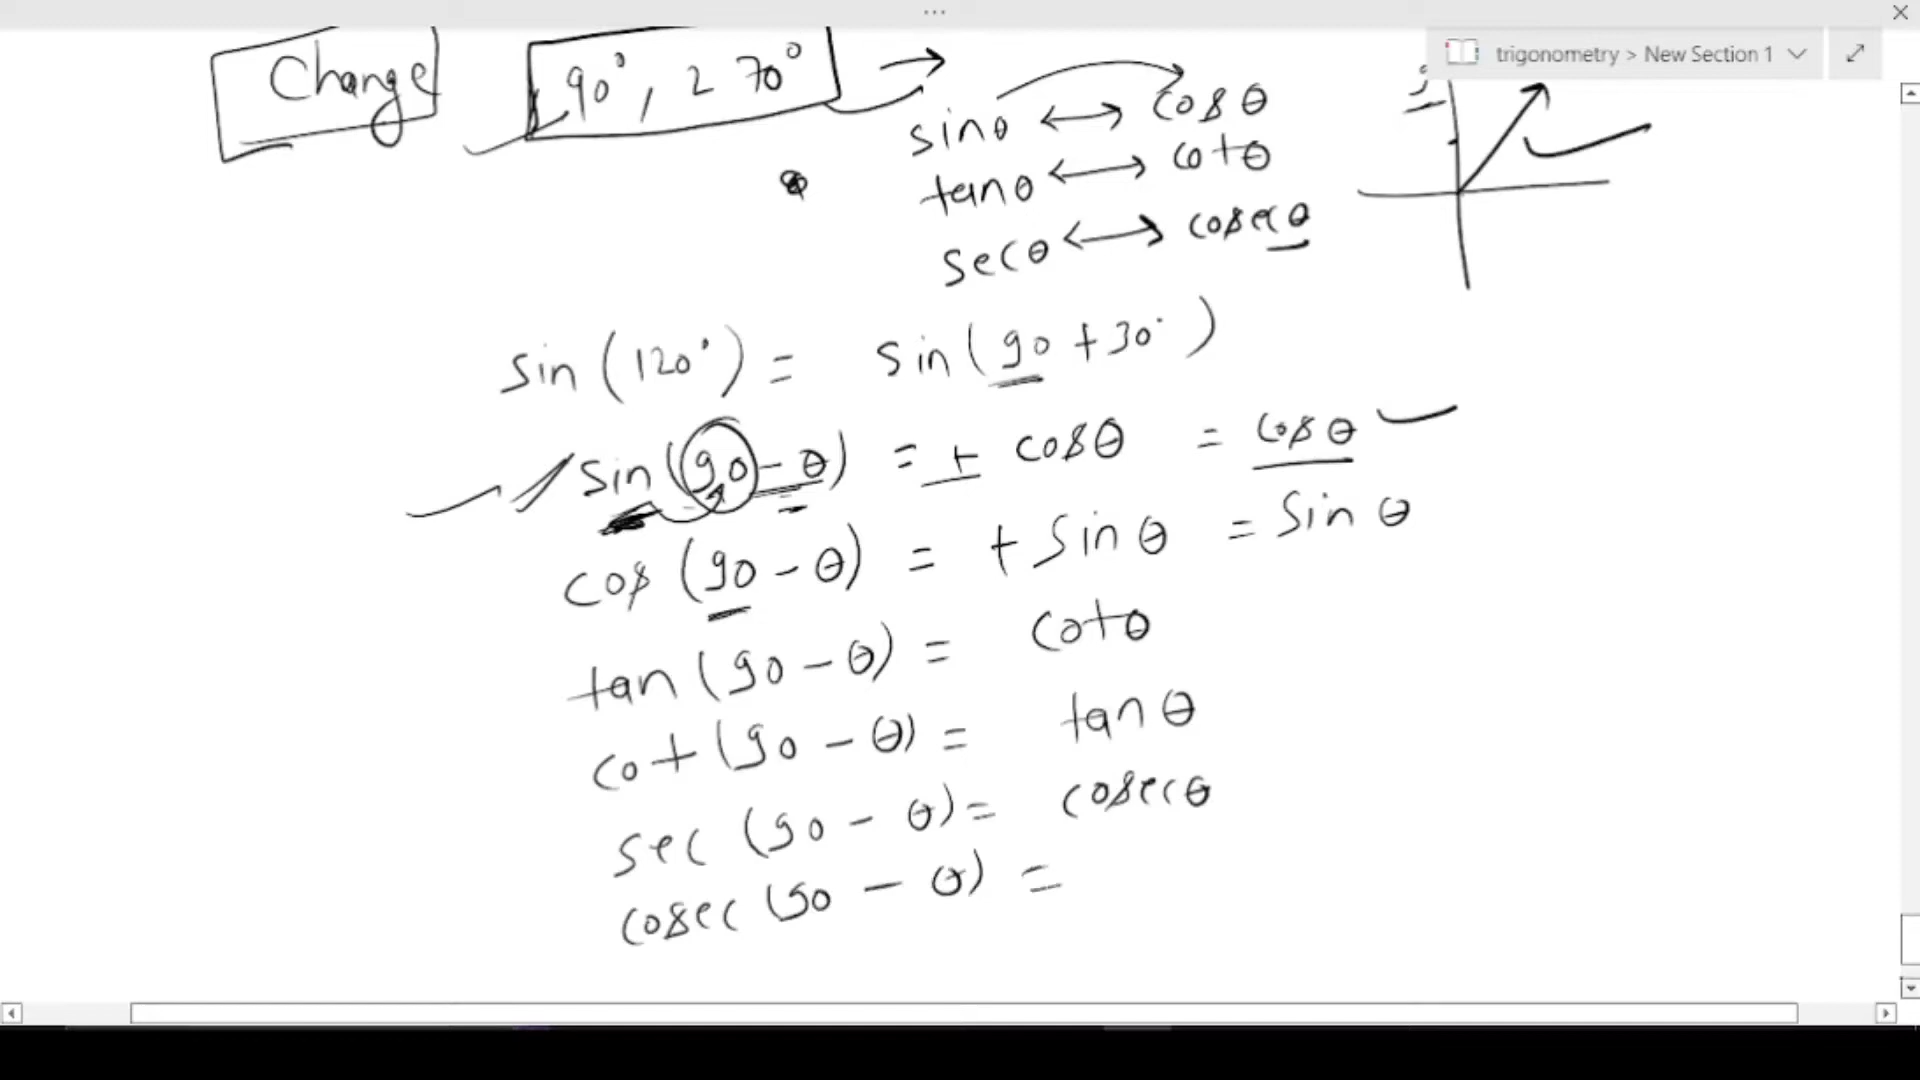 trigonometry > New Section 1
Change 90°, 270° →
sinθ ↔ cosθ
tanθ ↔ cotθ
secθ ↔ cosecθ
sin(120°) = sin(90+30°)
sin(90-θ) = + cosθ = cosθ
cos(90-θ) = + sinθ = sinθ
tan(90-θ) = cotθ
cot(90-θ) = tanθ
sec(90-θ) = cosecθ
cosec(90-θ) =